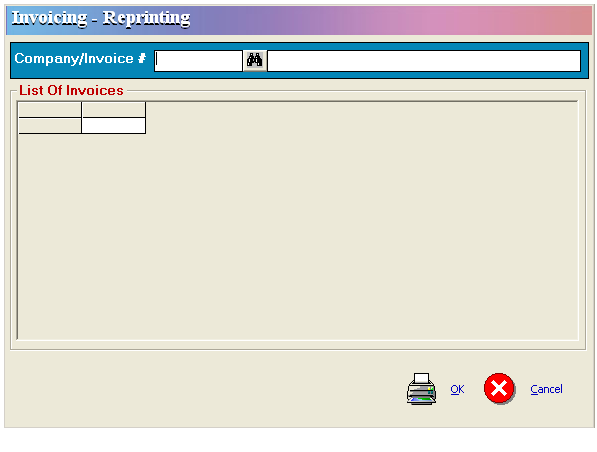 Invoicing - Reprinting
Company/Invoice #
List Of Invoices
OK
Cancel